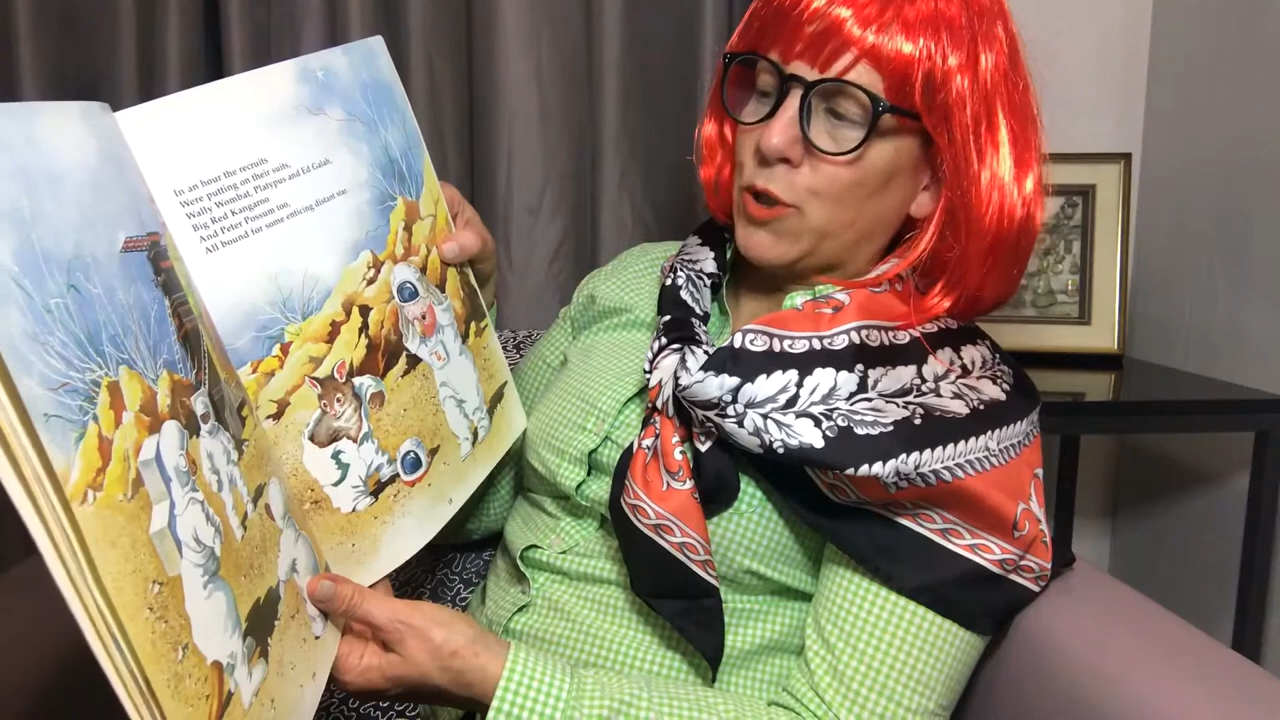 In an hour the recruits
Were putting on their suits,
Wally Wombat, Platypus and Ed Galah,
Big Red Kangaroo
And Peter Possum too,
All bound for some enticing distant star.